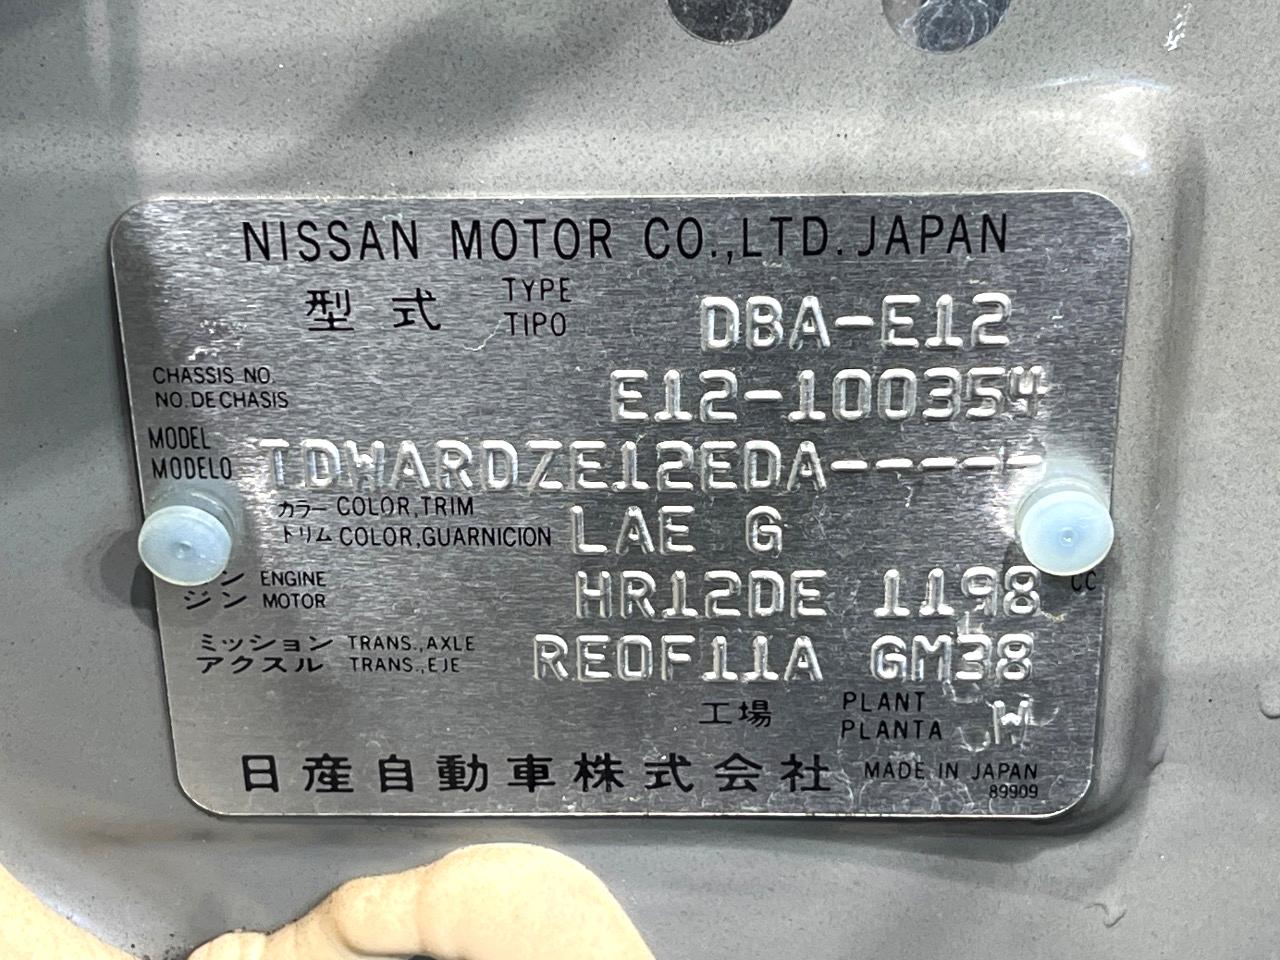 NISSAN MOTOR CO.,LTD.JAPAN
型式 TYPE TIPO DBA-E12
CHASSIS NO. NO.DE CHASIS E12-100354
MODEL MODELO TDWARDZE12EDA-----
カラー COLOR,TRIM
トリム COLOR,GUARNICION LAE G
ン ENGINE
ジン MOTOR HR12DE 1198 CC
ミッション TRANS.,AXLE
アクスル TRANS.,EJE RE0F11A GM38
工場 PLANT PLANTA W
日産自動車株式会社 MADE IN JAPAN
89909